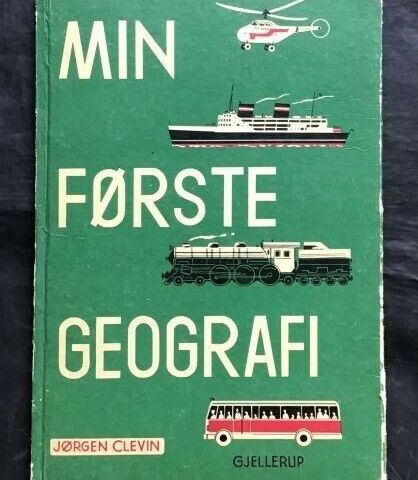 MIN
FØRSTE
GEOGRAFI
JØRGEN CLEVIN
GJELLERUP